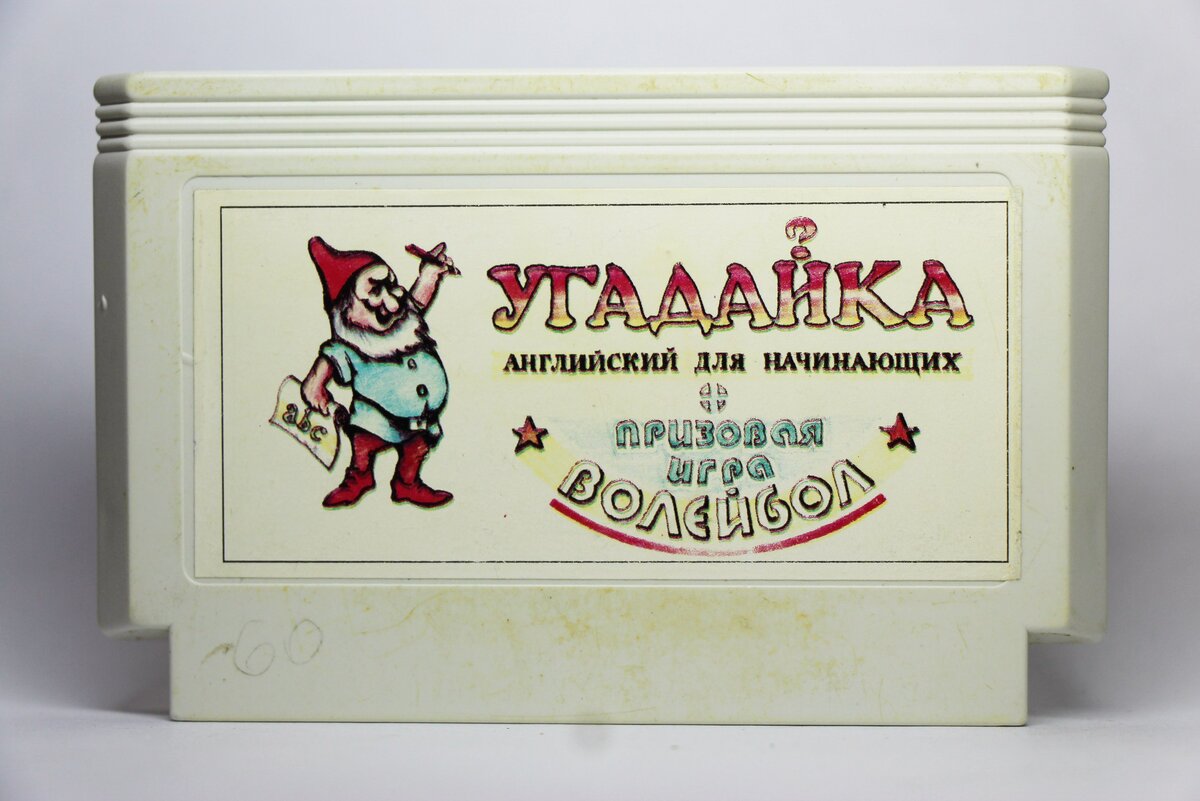 abc
УГАДАЙКА
АНГЛИЙСКИЙ ДЛЯ НАЧИНАЮЩИХ
+
ПРИЗОВАЯ
ИГРА
ВОЛЕЙБОЛ
60